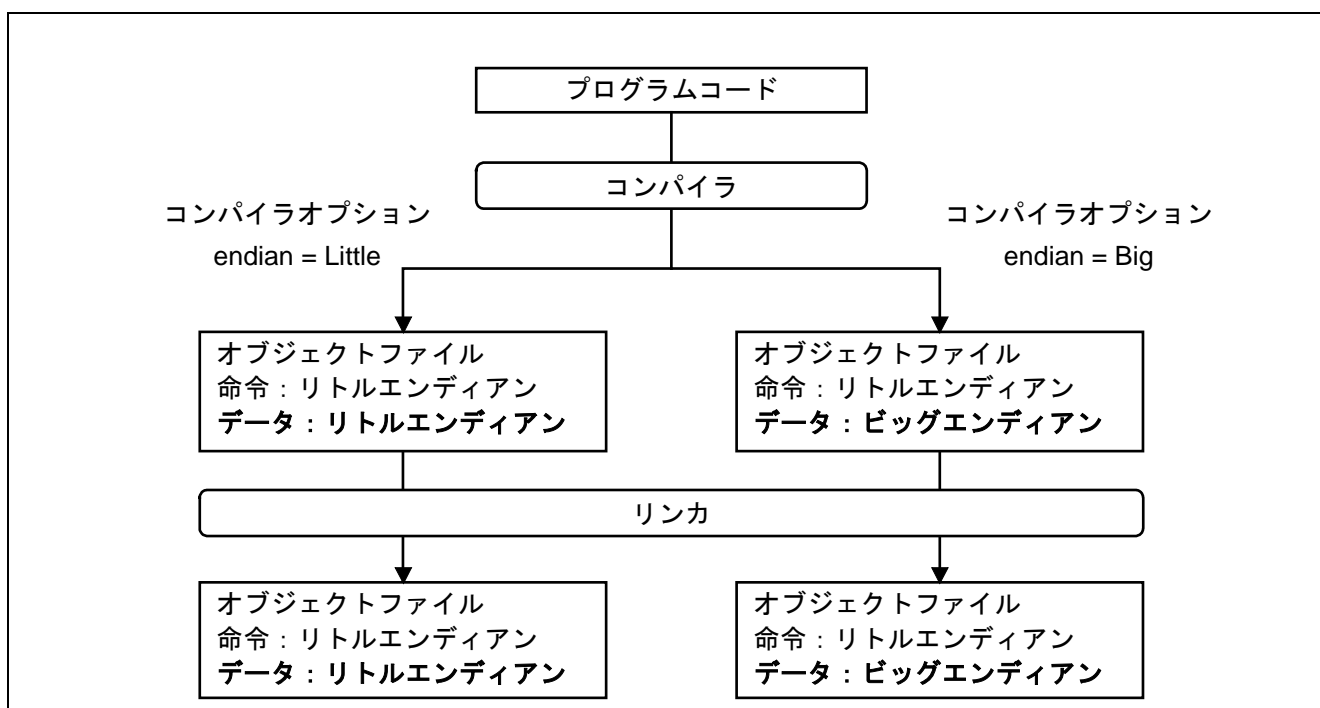 プログラムコード
コンパイラ
コンパイラオプション
endian = Little
コンパイラオプション
endian = Big
オブジェクトファイル
命令：リトルエンディアン
データ：リトルエンディアン
オブジェクトファイル
命令：リトルエンディアン
データ：ビッグエンディアン
リンカ
オブジェクトファイル
命令：リトルエンディアン
データ：リトルエンディアン
オブジェクトファイル
命令：リトルエンディアン
データ：ビッグエンディアン